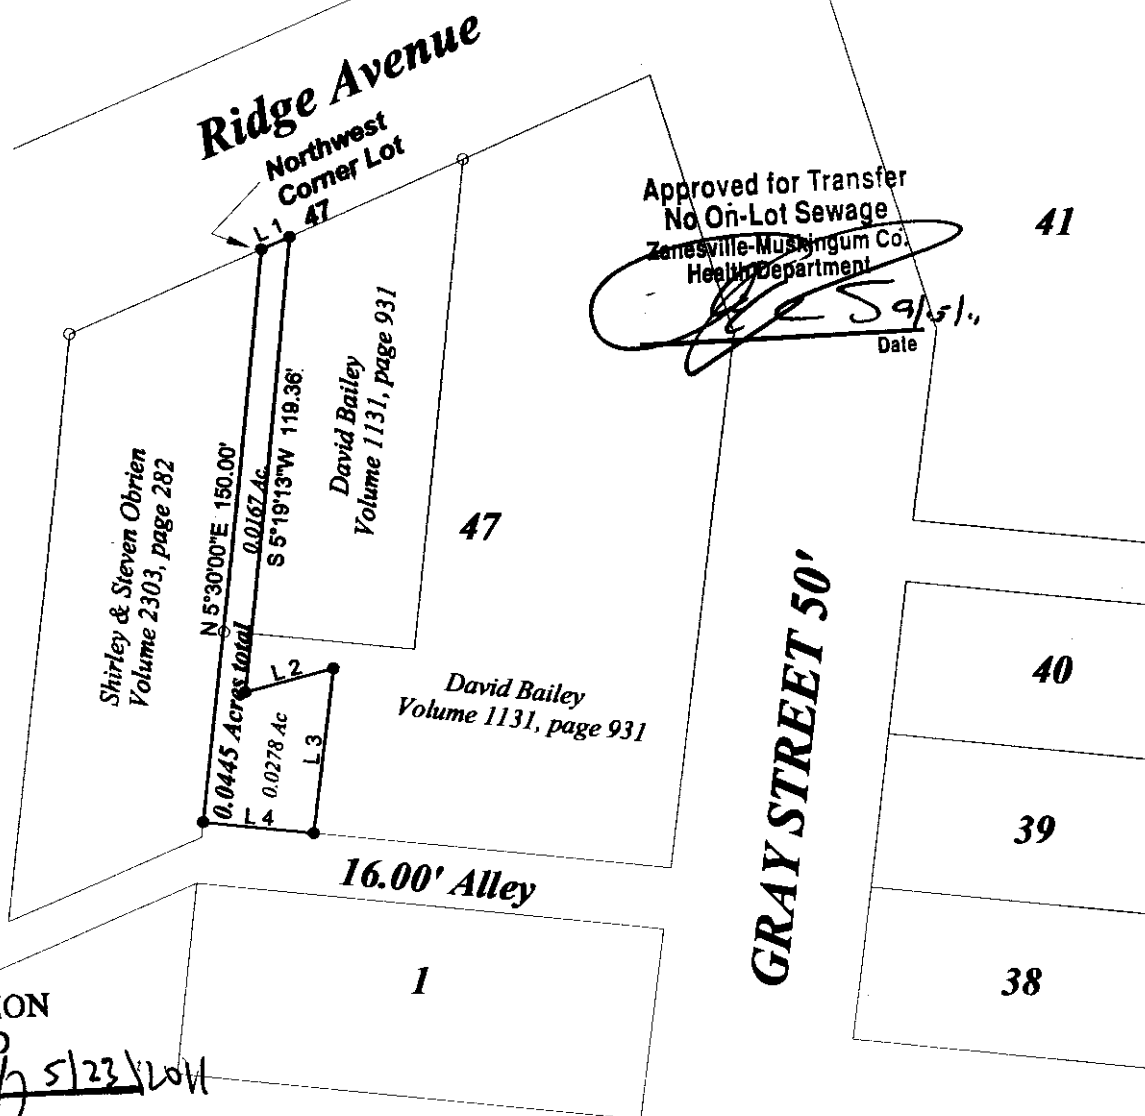 Ridge Avenue
Northwest
Corner Lot
47
L 1
Approved for Transfer
No On-Lot Sewage
Zanesville-Muskingum Co.
Health Department
Date
41
David Bailey
Volume 1131, page 931
S 5°19'13"W 119.36'
0.0167 Ac.
N 5°30'00"E 150.00'
Shirley & Steven Obrien
Volume 2303, page 282
47
GRAY STREET 50'
40
L 2
David Bailey
Volume 1131, page 931
0.0445 Acres total
0.0278 Ac
L 3
L 4
39
16.00' Alley
1
38
ION
5/23/2011